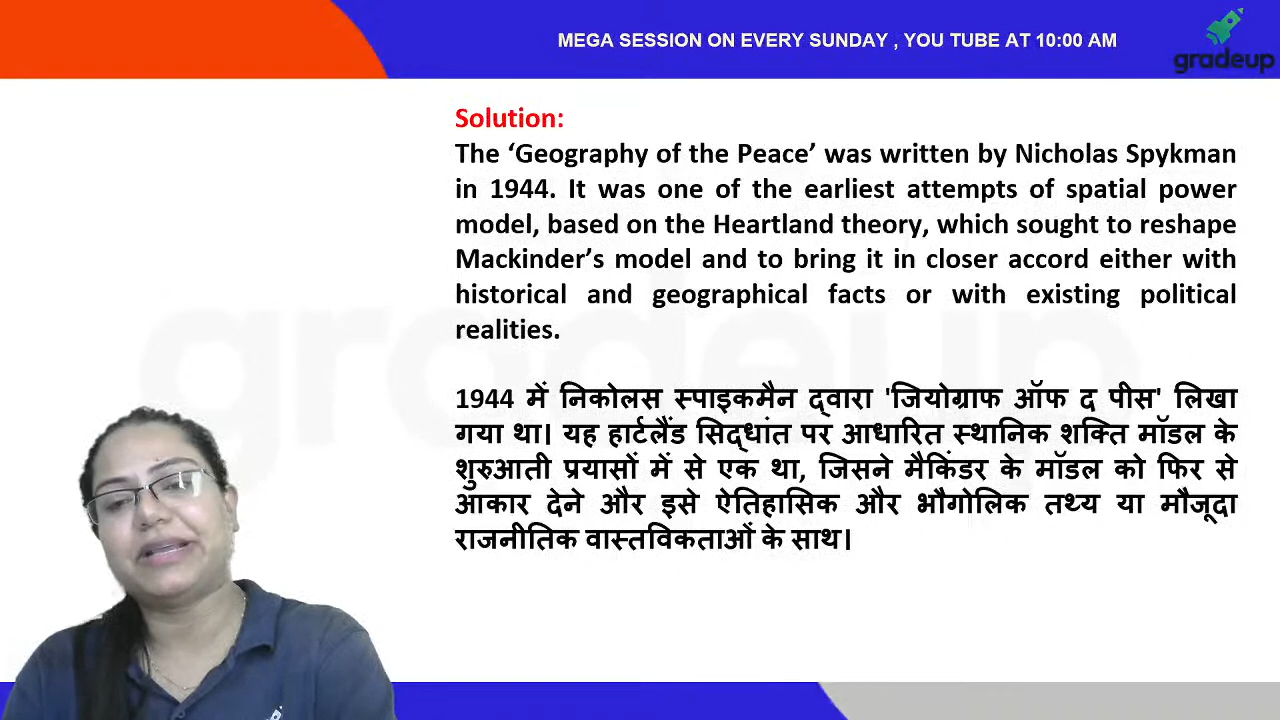 MEGA SESSION ON EVERY SUNDAY , YOU TUBE AT 10:00 AM
gradeup
Solution:
The ‘Geography of the Peace’ was written by Nicholas Spykman
in 1944. It was one of the earliest attempts of spatial power
model, based on the Heartland theory, which sought to reshape
Mackinder’s model and to bring it in closer accord either with
historical and geographical facts or with existing political
realities.
1944 में निकोलस स्पाइकमैन द्वारा 'जियोग्राफ ऑफ द पीस' लिखा
गया था। यह हार्टलैंड सिद्धांत पर आधारित स्थानिक शक्ति मॉडल के
शुरुआती प्रयासों में से एक था, जिसने मैकिंडर के मॉडल को फिर से
आकार देने और इसे ऐतिहासिक और भौगोलिक तथ्य या मौजूदा
राजनीतिक वास्तविकताओं के साथ।
gradeup